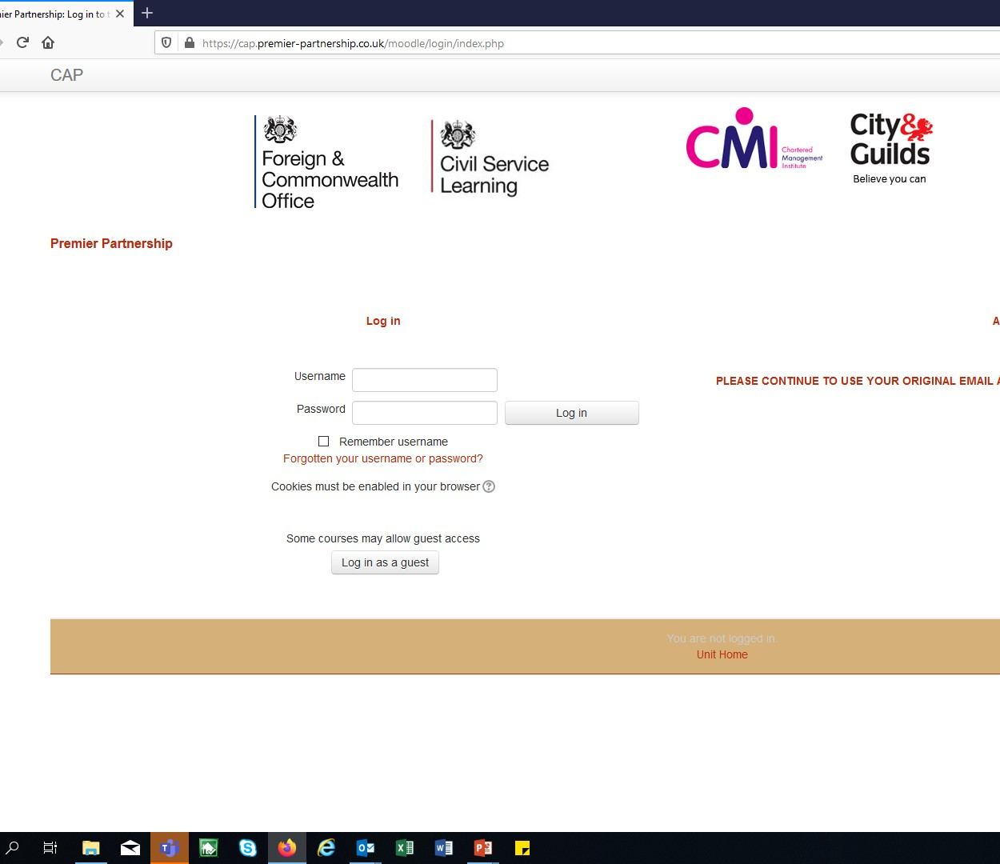 ier Partnership: Log in to t
https://cap.premier-partnership.co.uk/moodle/login/index.php
CAP
Foreign &
Commonwealth
Office
Civil Service
Learning
CMI
Chartered
Management
Institute
City&
Guilds
Believe you can
Premier Partnership
Log in
A
Username
PLEASE CONTINUE TO USE YOUR ORIGINAL EMAIL A
Password
Log in
Remember username
Forgotten your username or password?
Cookies must be enabled in your browser
Some courses may allow guest access
Log in as a guest
You are not logged in
Unit Home